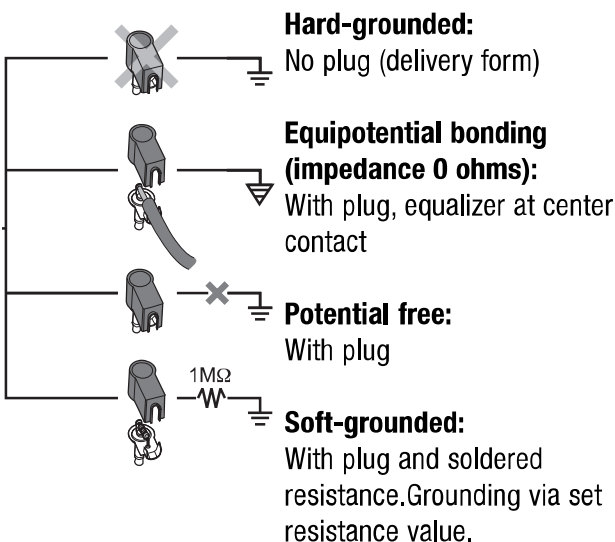 Hard-grounded:
No plug (delivery form)
Equipotential bonding
(impedance 0 ohms):
With plug, equalizer at center
contact
Potential free:
With plug
1MΩ
Soft-grounded:
With plug and soldered
resistance.Grounding via set
resistance value.